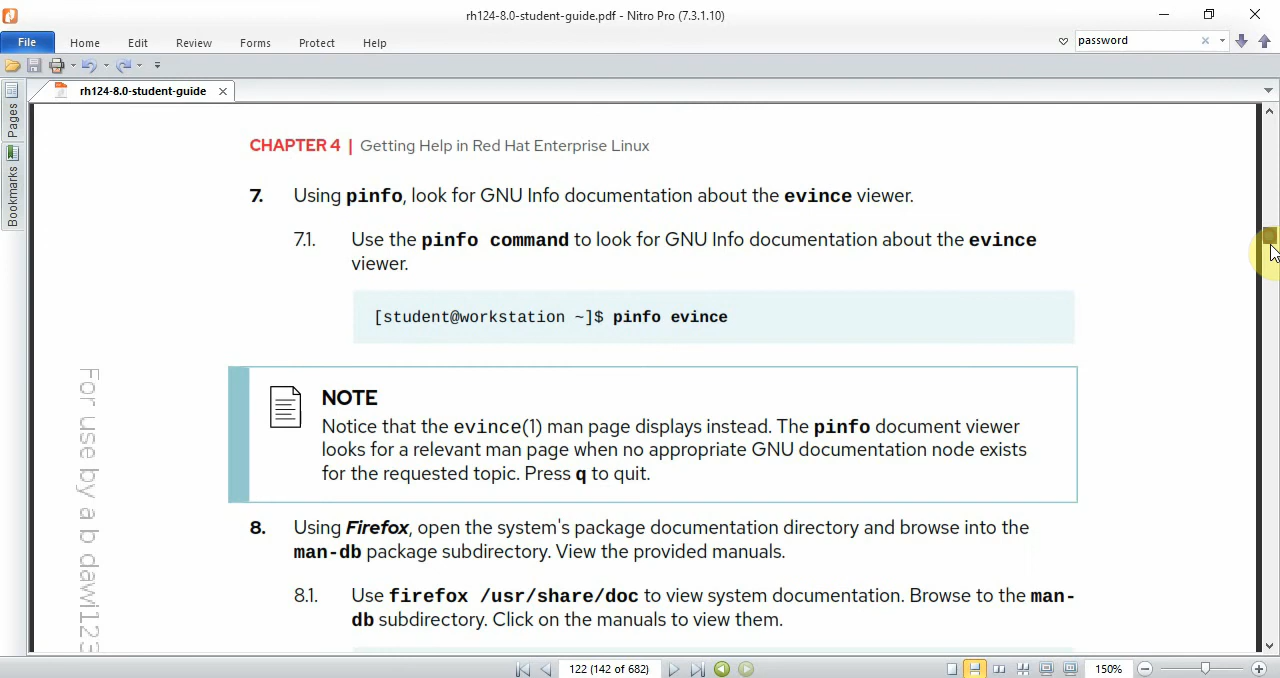 rh124-8.0-student-guide.pdf - Nitro Pro (7.3.1.10)
File Home Edit Review Forms Protect Help password
rh124-8.0-student-guide
Pages
Bookmarks
CHAPTER 4 | Getting Help in Red Hat Enterprise Linux
7. Using pinfo, look for GNU Info documentation about the evince viewer.
7.1. Use the pinfo command to look for GNU Info documentation about the evince
viewer.
[student@workstation ~]$ pinfo evince
NOTE
Notice that the evince(1) man page displays instead. The pinfo document viewer
looks for a relevant man page when no appropriate GNU documentation node exists
for the requested topic. Press q to quit.
8. Using Firefox, open the system's package documentation directory and browse into the
man-db package subdirectory. View the provided manuals.
8.1. Use firefox /usr/share/doc to view system documentation. Browse to the man-
db subdirectory. Click on the manuals to view them.
For use by a b dawi123
122 (142 of 682) 150%